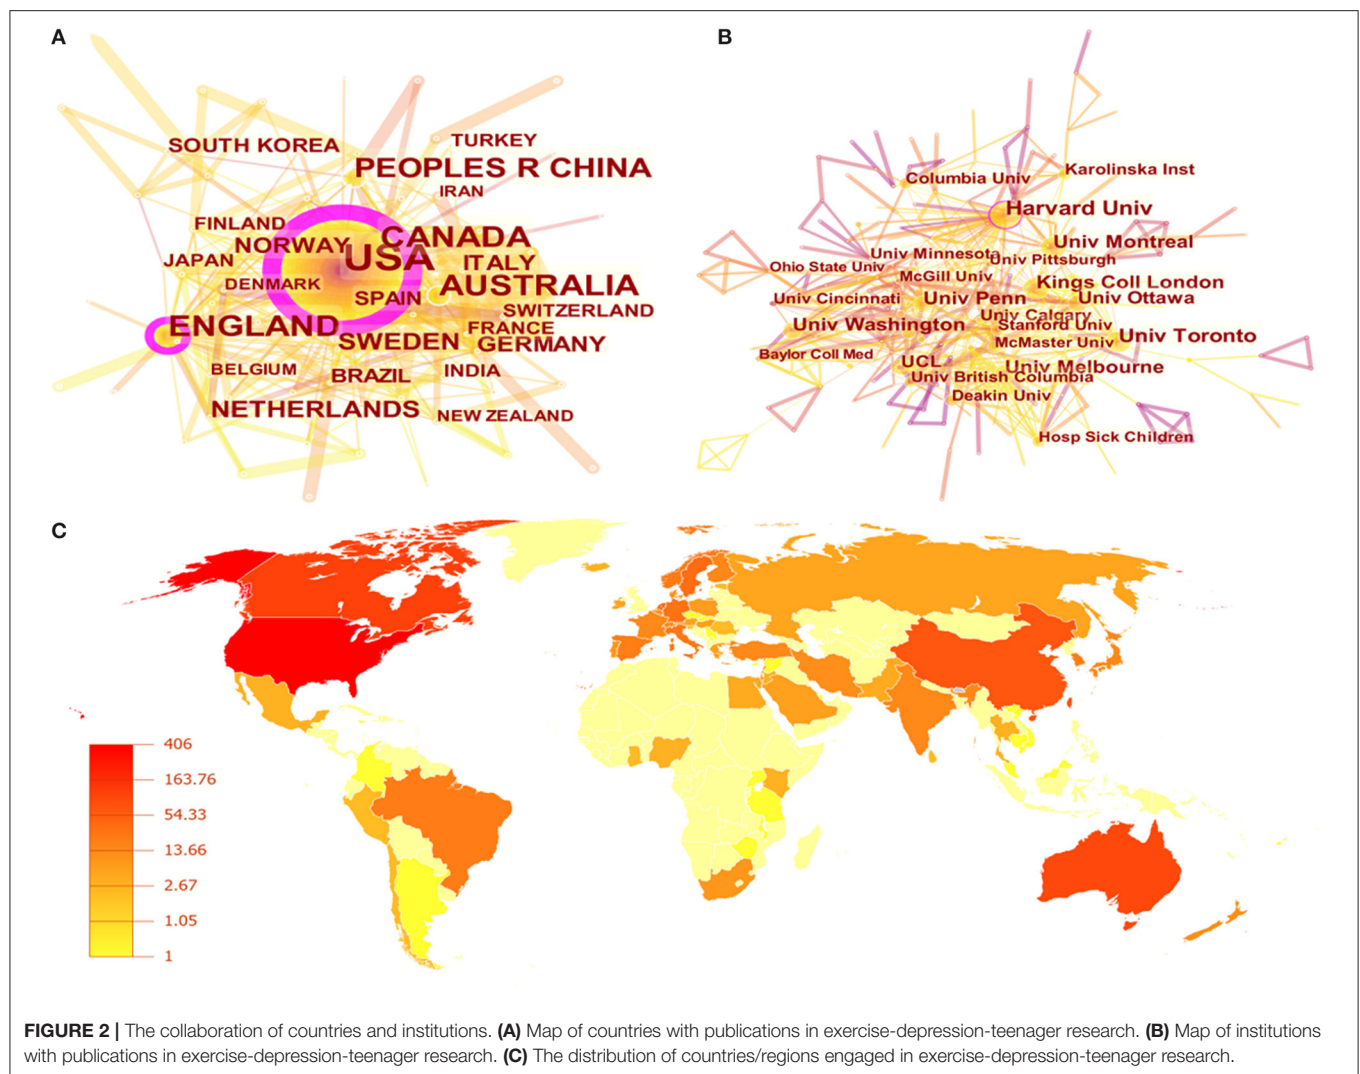 A
B
SOUTH KOREA
TURKEY
PEOPLES R CHINA
IRAN
FINLAND
NORWAY
CANADA
JAPAN
USA
ITALY
DENMARK
SPAIN
AUSTRALIA
SWITZERLAND
ENGLAND
FRANCE
SWEDEN
GERMANY
BELGIUM
BRAZIL
INDIA
NETHERLANDS
NEW ZEALAND
Karolinska Inst
Columbia Univ
Harvard Univ
Univ Montreal
Univ Minnesota
Univ Pittsburgh
Ohio State Univ
McGill Univ
Kings Coll London
Univ Cincinnati
Univ Penn
Univ Ottawa
Univ Calgary
Univ Washington
Stanford Univ
Univ Toronto
McMaster Univ
Baylor Coll Med
UCL
Univ Melbourne
Univ British Columbia
Deakin Univ
Hosp Sick Children
C
406
163.76
54.33
13.66
2.67
1.05
1
FIGURE 2 | The collaboration of countries and institutions. (A) Map of countries with publications in exercise-depression-teenager research. (B) Map of institutions
with publications in exercise-depression-teenager research. (C) The distribution of countries/regions engaged in exercise-depression-teenager research.